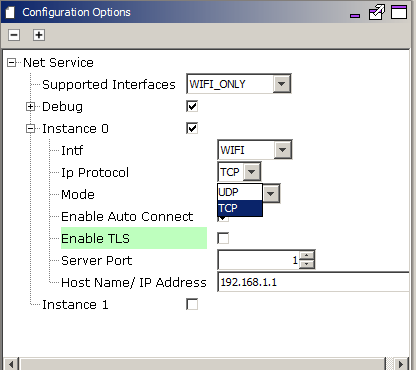 Configuration Options
Net Service
Supported Interfaces WIFI_ONLY
Debug
Instance 0
Intf WIFI
Ip Protocol TCP
Mode UDP
TCP
Enable Auto Connect
Enable TLS
Server Port 1
Host Name/ IP Address 192.168.1.1
Instance 1